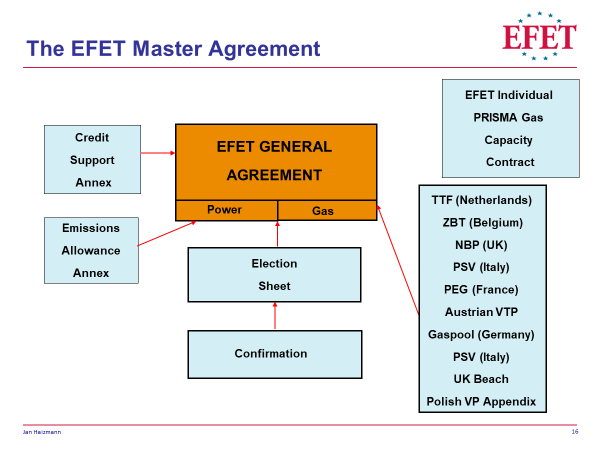 The EFET Master Agreement
EFET
EFET Individual
PRISMA Gas
Capacity
Contract
Credit
Support
Annex
EFET GENERAL
AGREEMENT
Power
Gas
Emissions
Allowance
Annex
Election
Sheet
Confirmation
TTF (Netherlands)
ZBT (Belgium)
NBP (UK)
PSV (Italy)
PEG (France)
Austrian VTP
Gaspool (Germany)
PSV (Italy)
UK Beach
Polish VP Appendix
Jan Haizmann
16